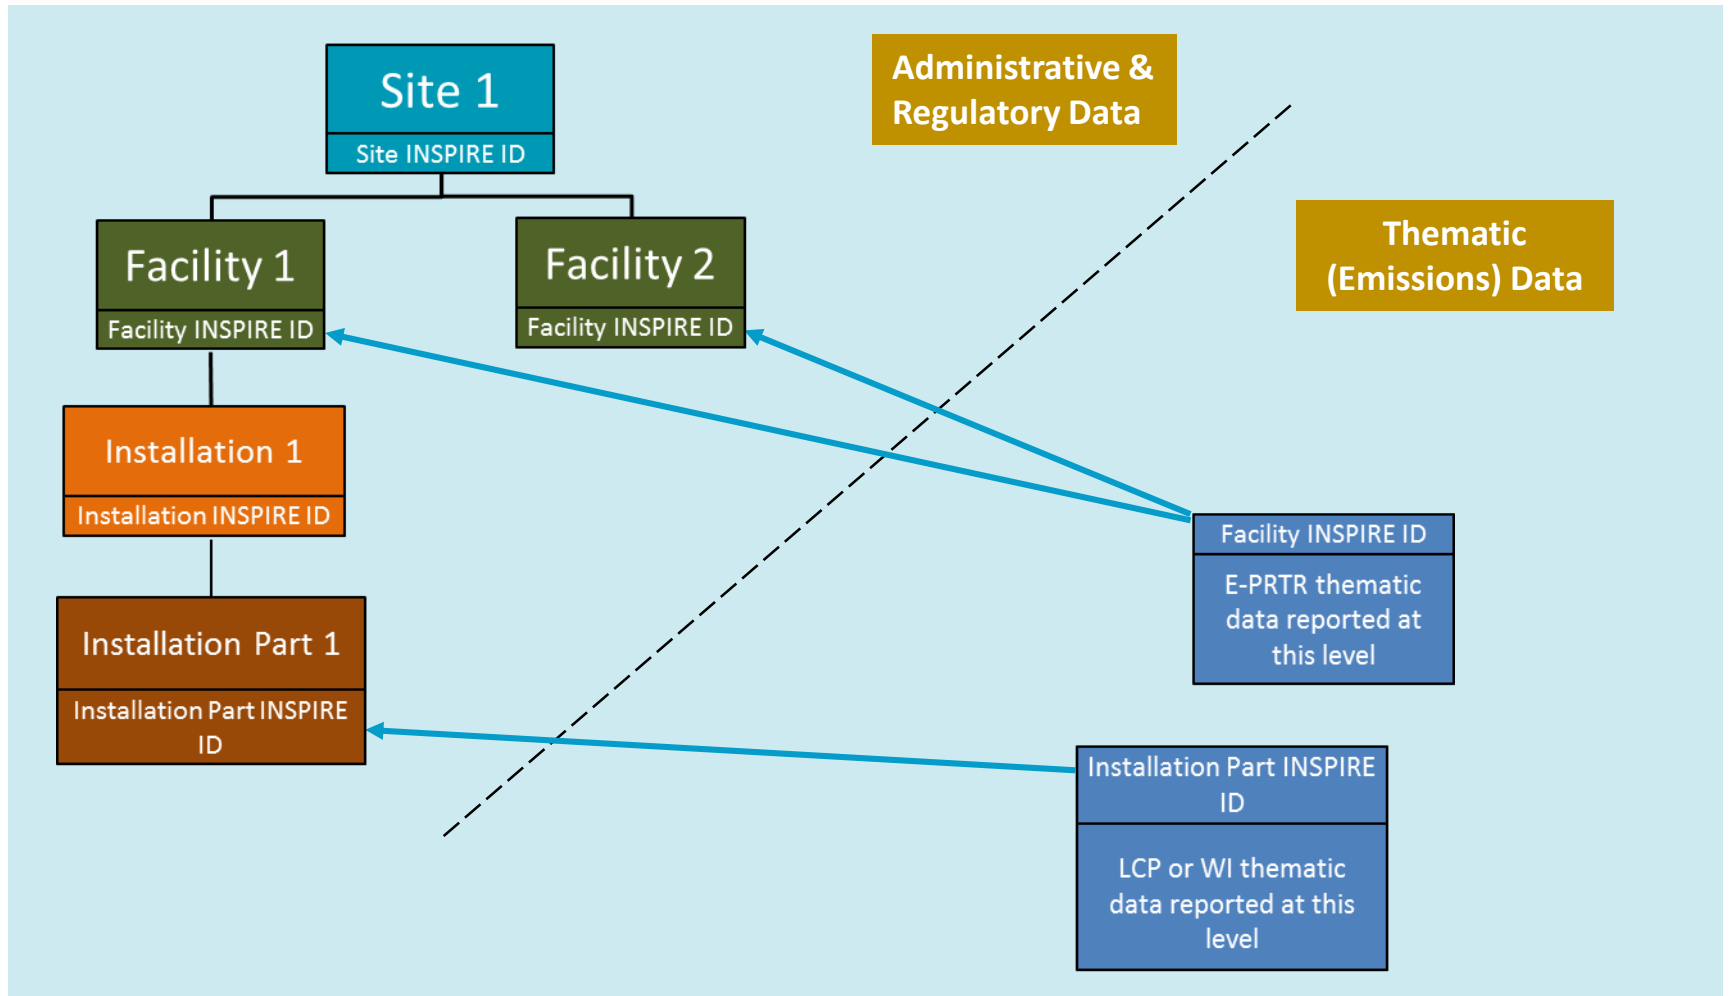 Site 1
Site INSPIRE ID
Administrative &
Regulatory Data
Thematic
(Emissions) Data
Facility 1
Facility INSPIRE ID
Facility 2
Facility INSPIRE ID
Installation 1
Installation INSPIRE ID
Installation Part 1
Installation Part INSPIRE
ID
Facility INSPIRE ID
E-PRTR thematic
data reported at
this level
Installation Part INSPIRE
ID
LCP or WI thematic
data reported at this
level